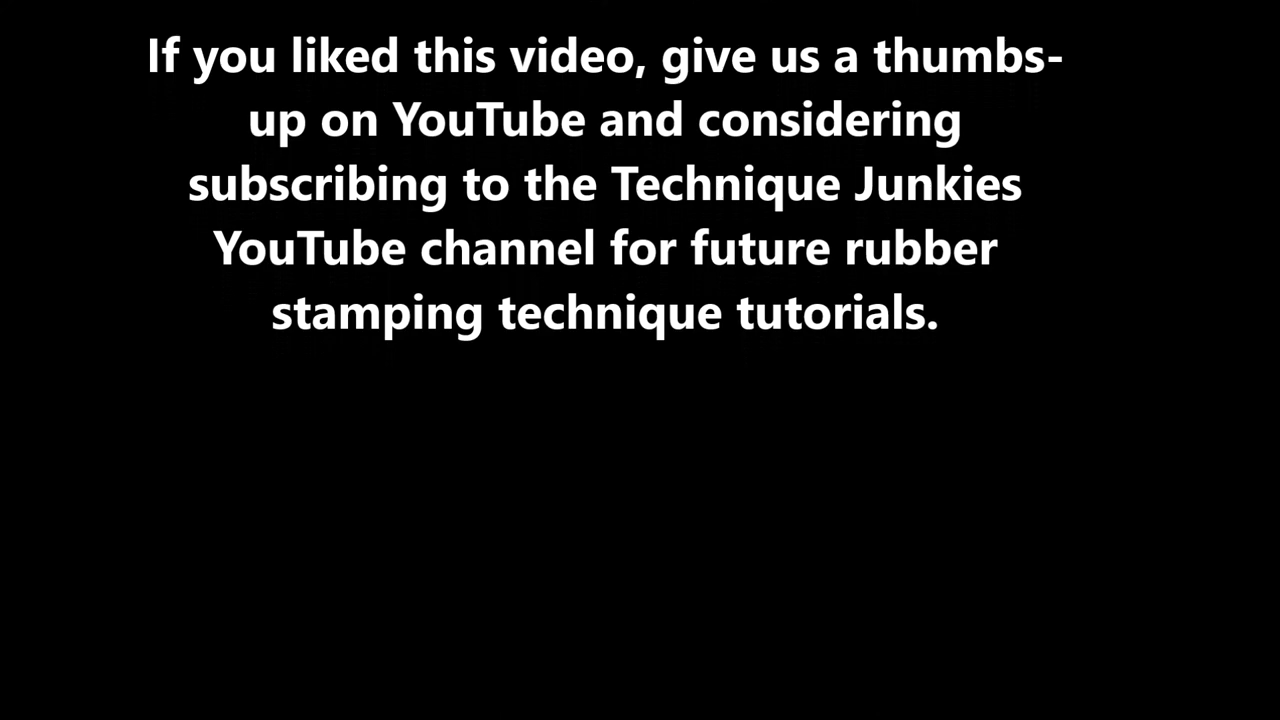 If you liked this video, give us a thumbs-
up on YouTube and considering
subscribing to the Technique Junkies
YouTube channel for future rubber
stamping technique tutorials.